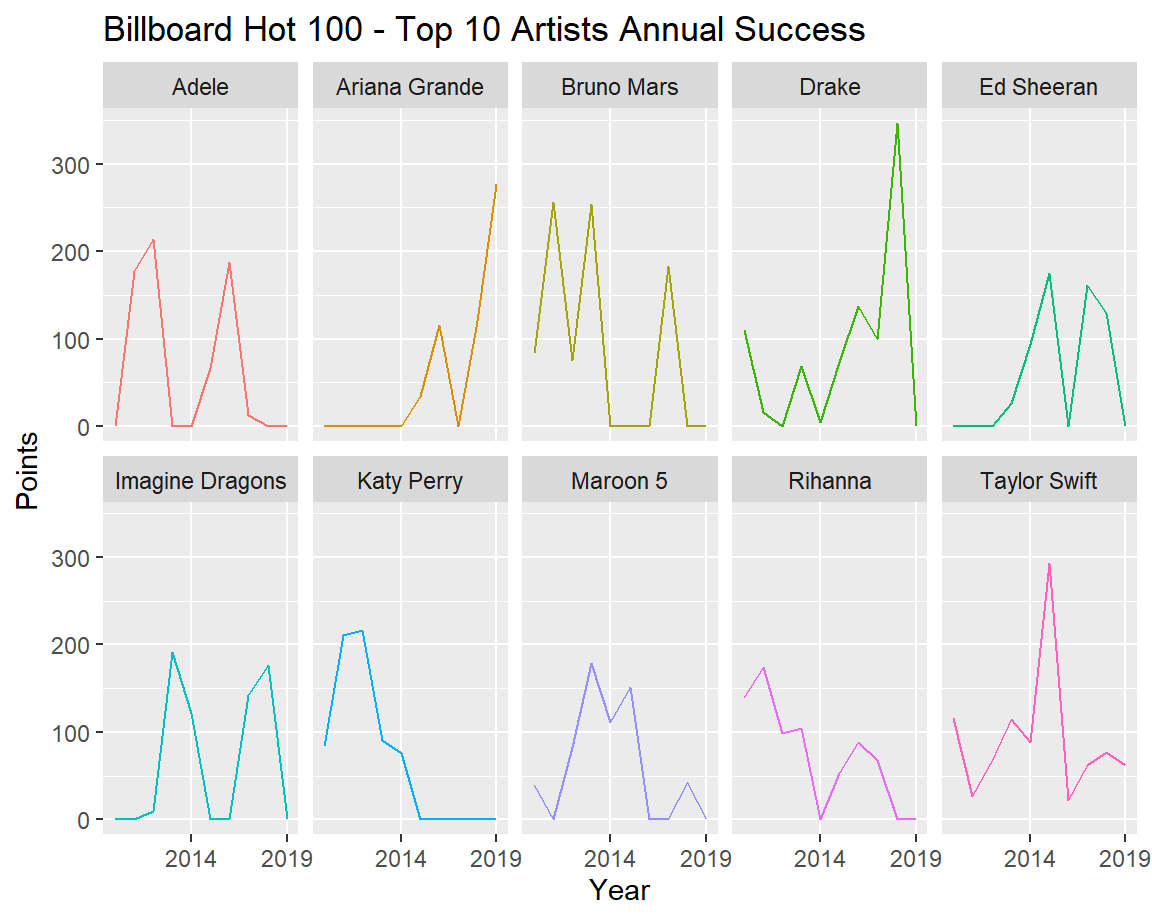 Billboard Hot 100 - Top 10 Artists Annual Success
Adele
Ariana Grande
Bruno Mars
Drake
Ed Sheeran
300
200
100
0
Imagine Dragons
Katy Perry
Maroon 5
Rihanna
Taylor Swift
300
200
100
0
Points
2014 2019
2014 2019
2014 2019
2014 2019
2014 2019
Year